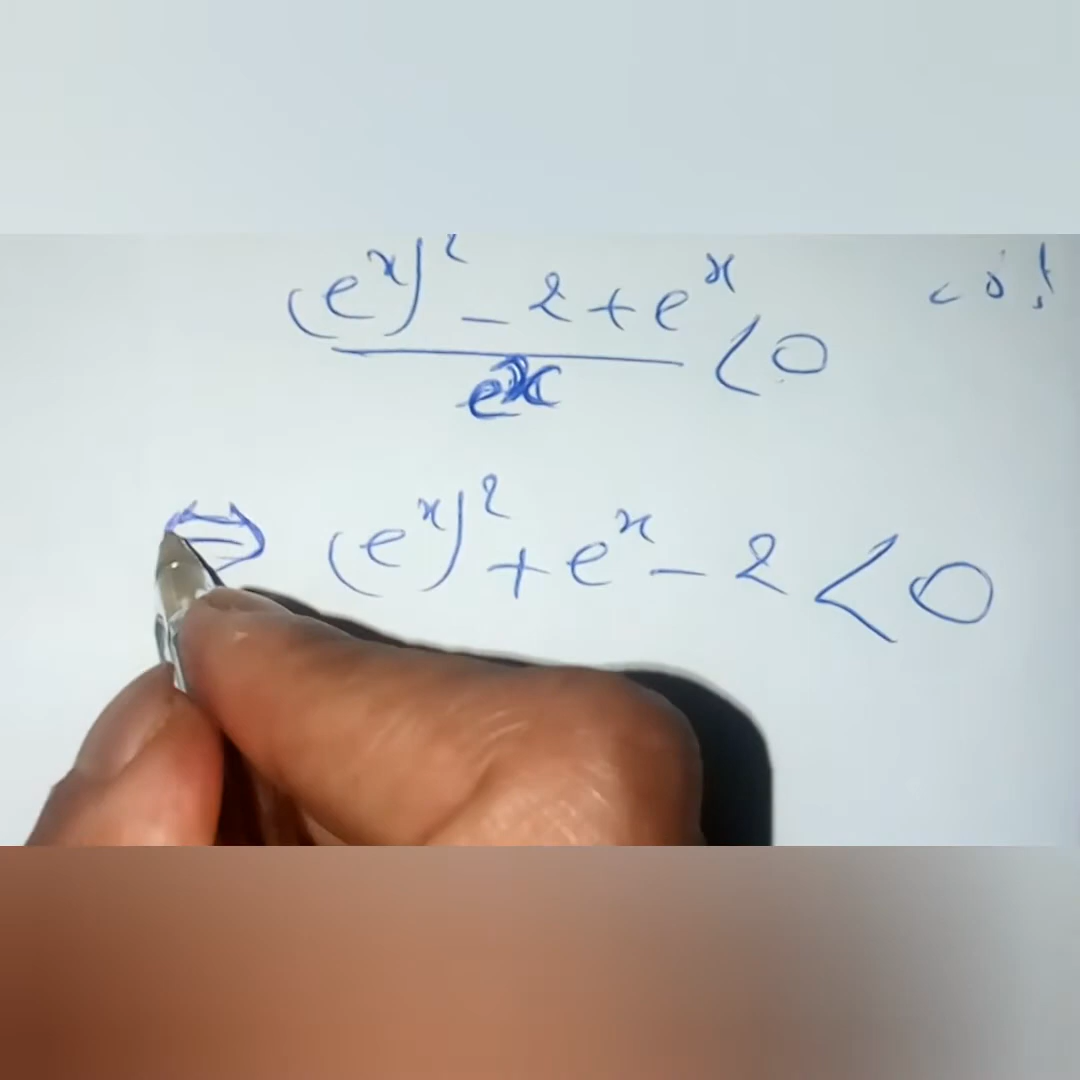 (e^x)^2 - 2 + e^x
———————— < 0
e^x
⇔ (e^x)^2 + e^x - 2 < 0